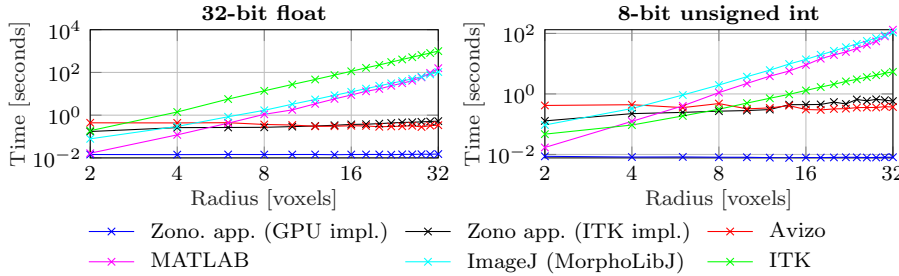 32-bit float
8-bit unsigned int
Time [seconds]
10^4
10^2
10^0
10^-2
2
4
8
16
32
Radius [voxels]
Time [seconds]
10^2
10^0
10^-2
2
4
8
16
32
Radius [voxels]
Zono. app. (GPU impl.)
Zono app. (ITK impl.)
Avizo
MATLAB
ImageJ (MorphoLibJ)
ITK